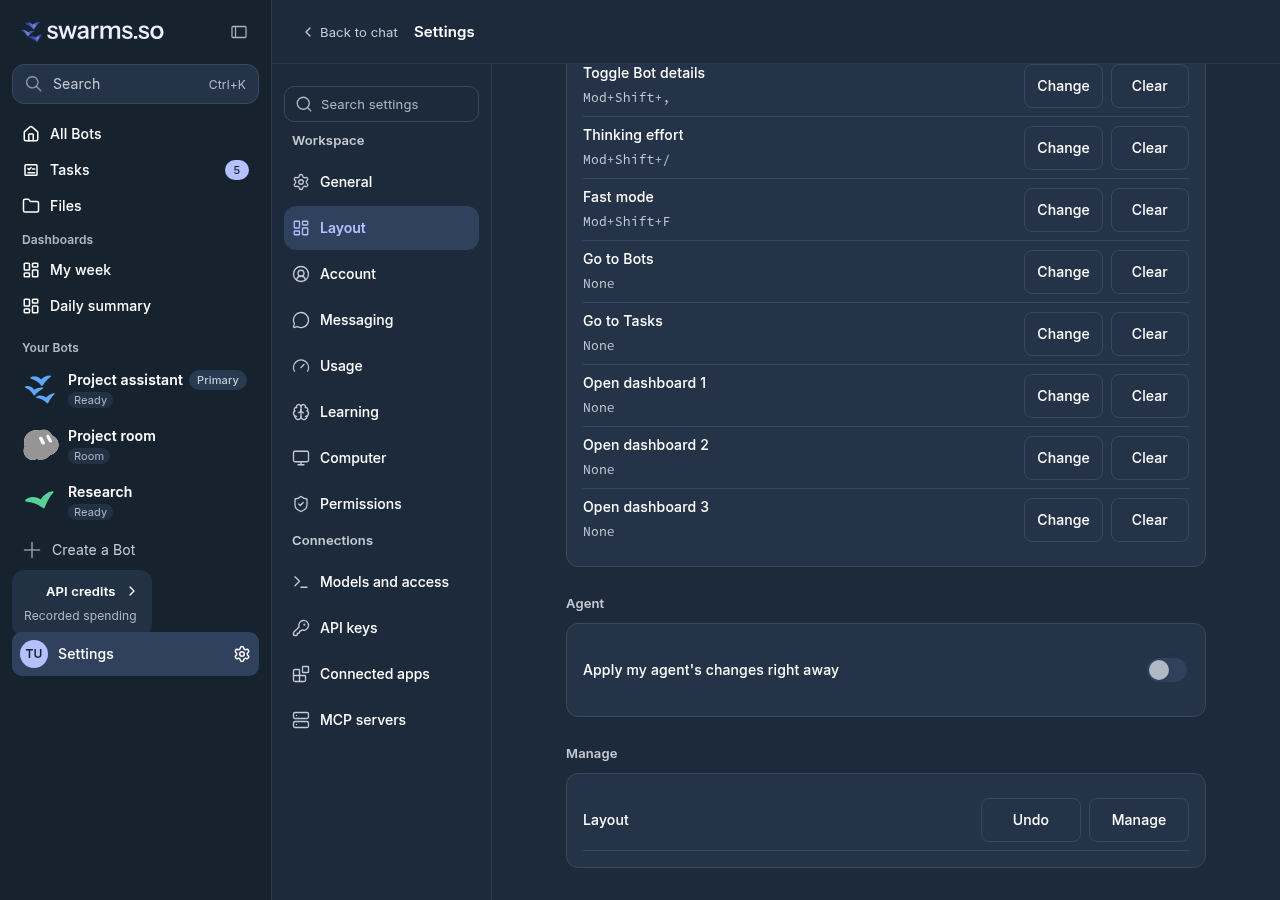 swarms.so
Search Ctrl+K
All Bots
Tasks 5
Files
Dashboards
My week
Daily summary
Your Bots
Project assistant Primary
Ready
Project room
Room
Research
Ready
Create a Bot
API credits
Recorded spending
TU Settings
Back to chat Settings
Search settings
Workspace
General
Layout
Account
Messaging
Usage
Learning
Computer
Permissions
Connections
Models and access
API keys
Connected apps
MCP servers
Toggle Bot details
Mod+Shift+,
Change Clear
Thinking effort
Mod+Shift+/
Change Clear
Fast mode
Mod+Shift+F
Change Clear
Go to Bots
None
Change Clear
Go to Tasks
None
Change Clear
Open dashboard 1
None
Change Clear
Open dashboard 2
None
Change Clear
Open dashboard 3
None
Change Clear
Agent
Apply my agent's changes right away
Manage
Layout Undo Manage